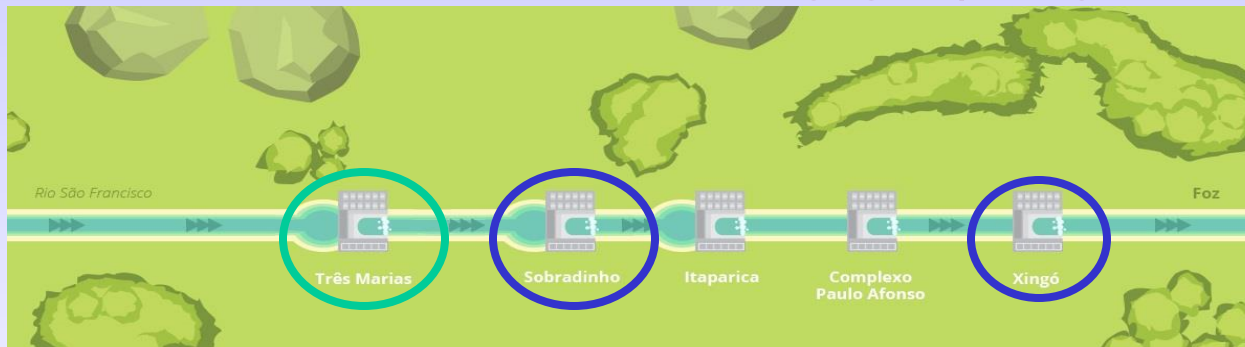 Rio São Francisco
Foz
Três Marias
Sobradinho
Itaparica
Complexo
Paulo Afonso
Xingó